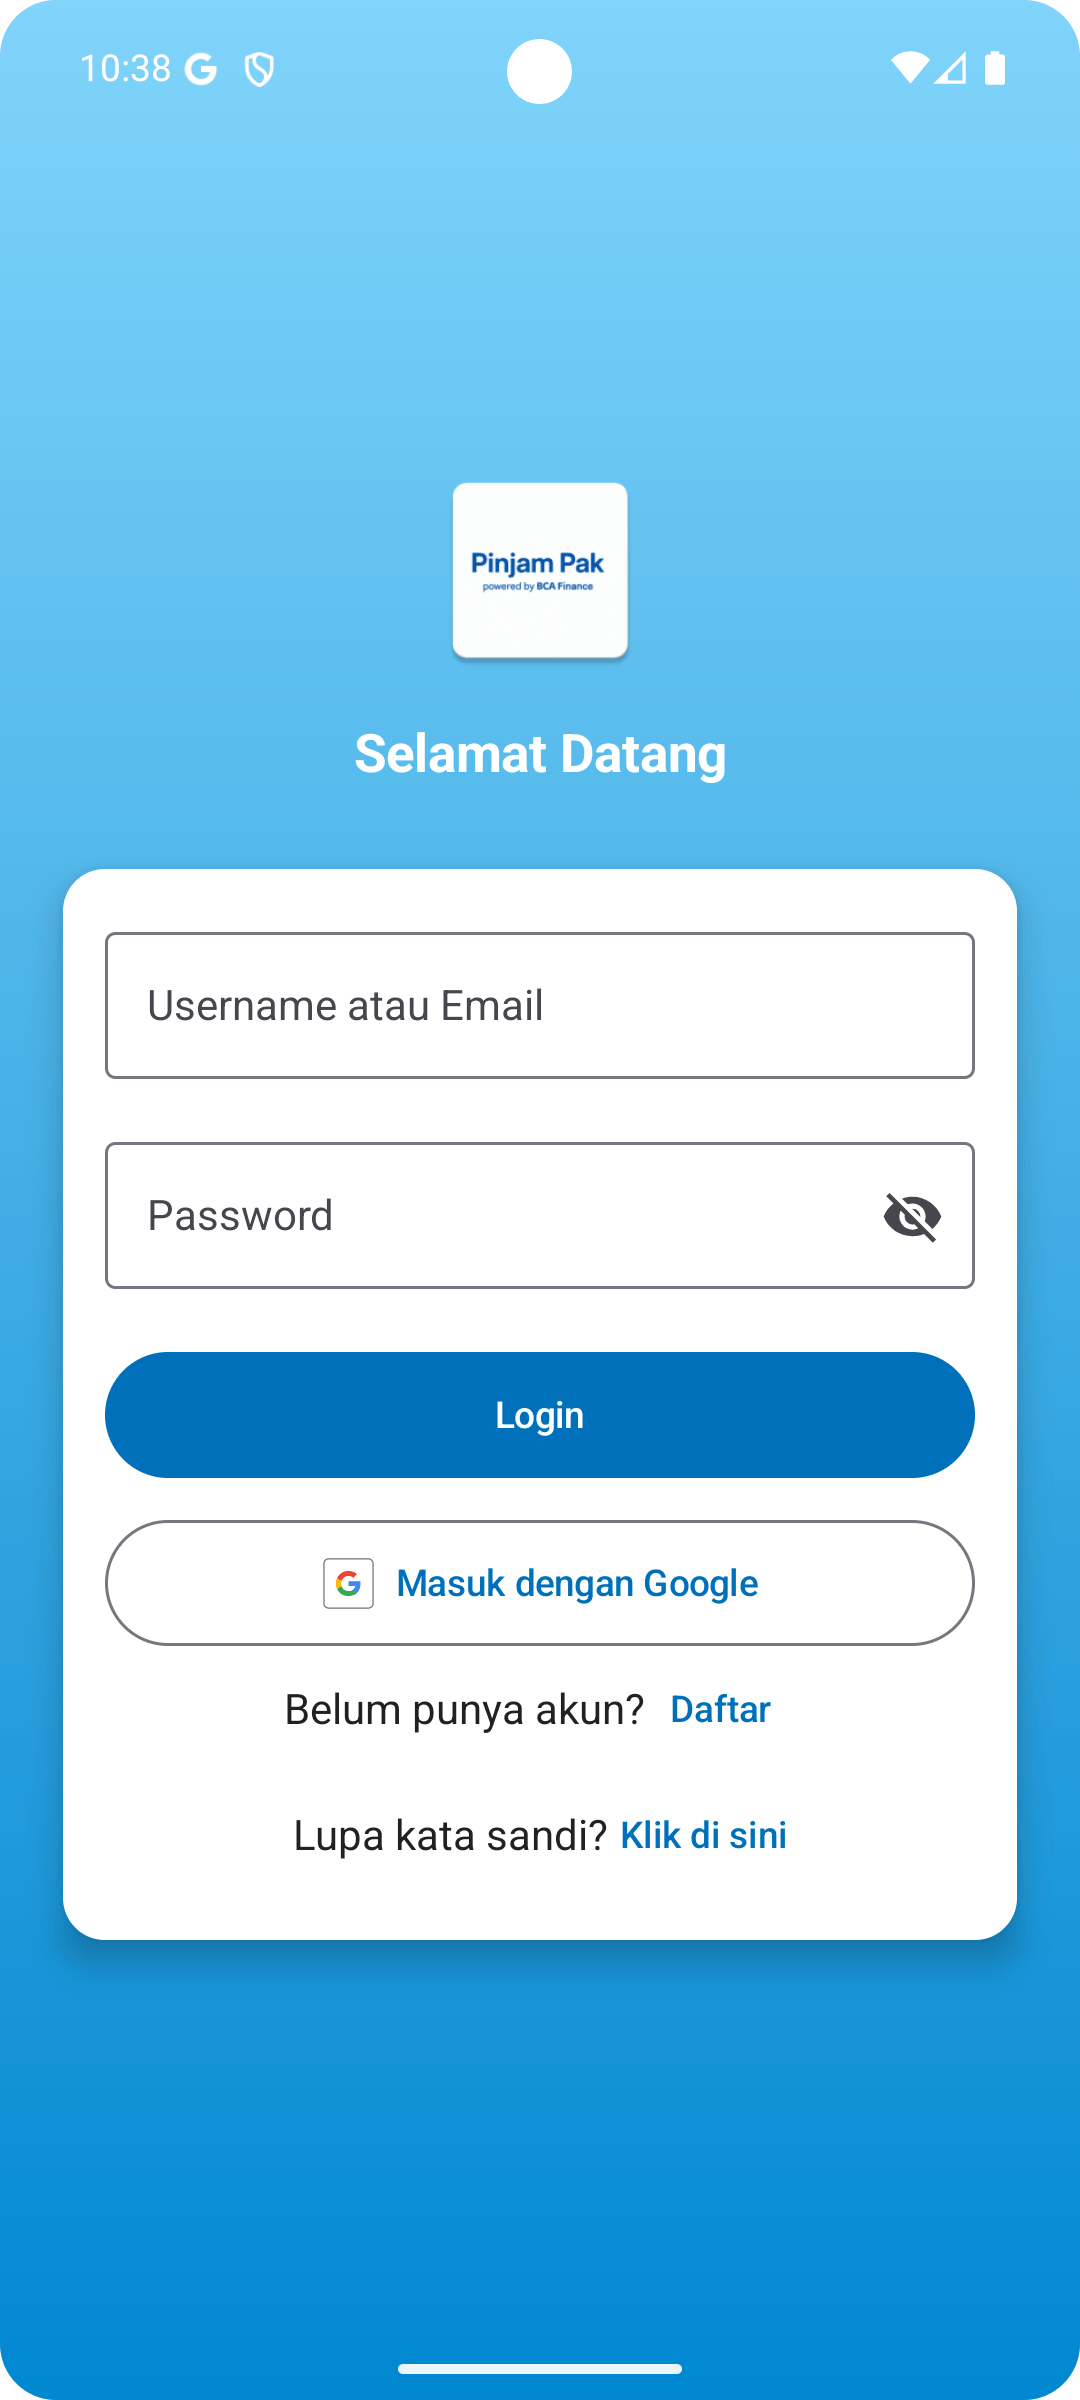 10:38
Pinjam Pak
powered by BCA Finance
Selamat Datang
Username atau Email
Password
Login
Masuk dengan Google
Belum punya akun? Daftar
Lupa kata sandi? Klik di sini